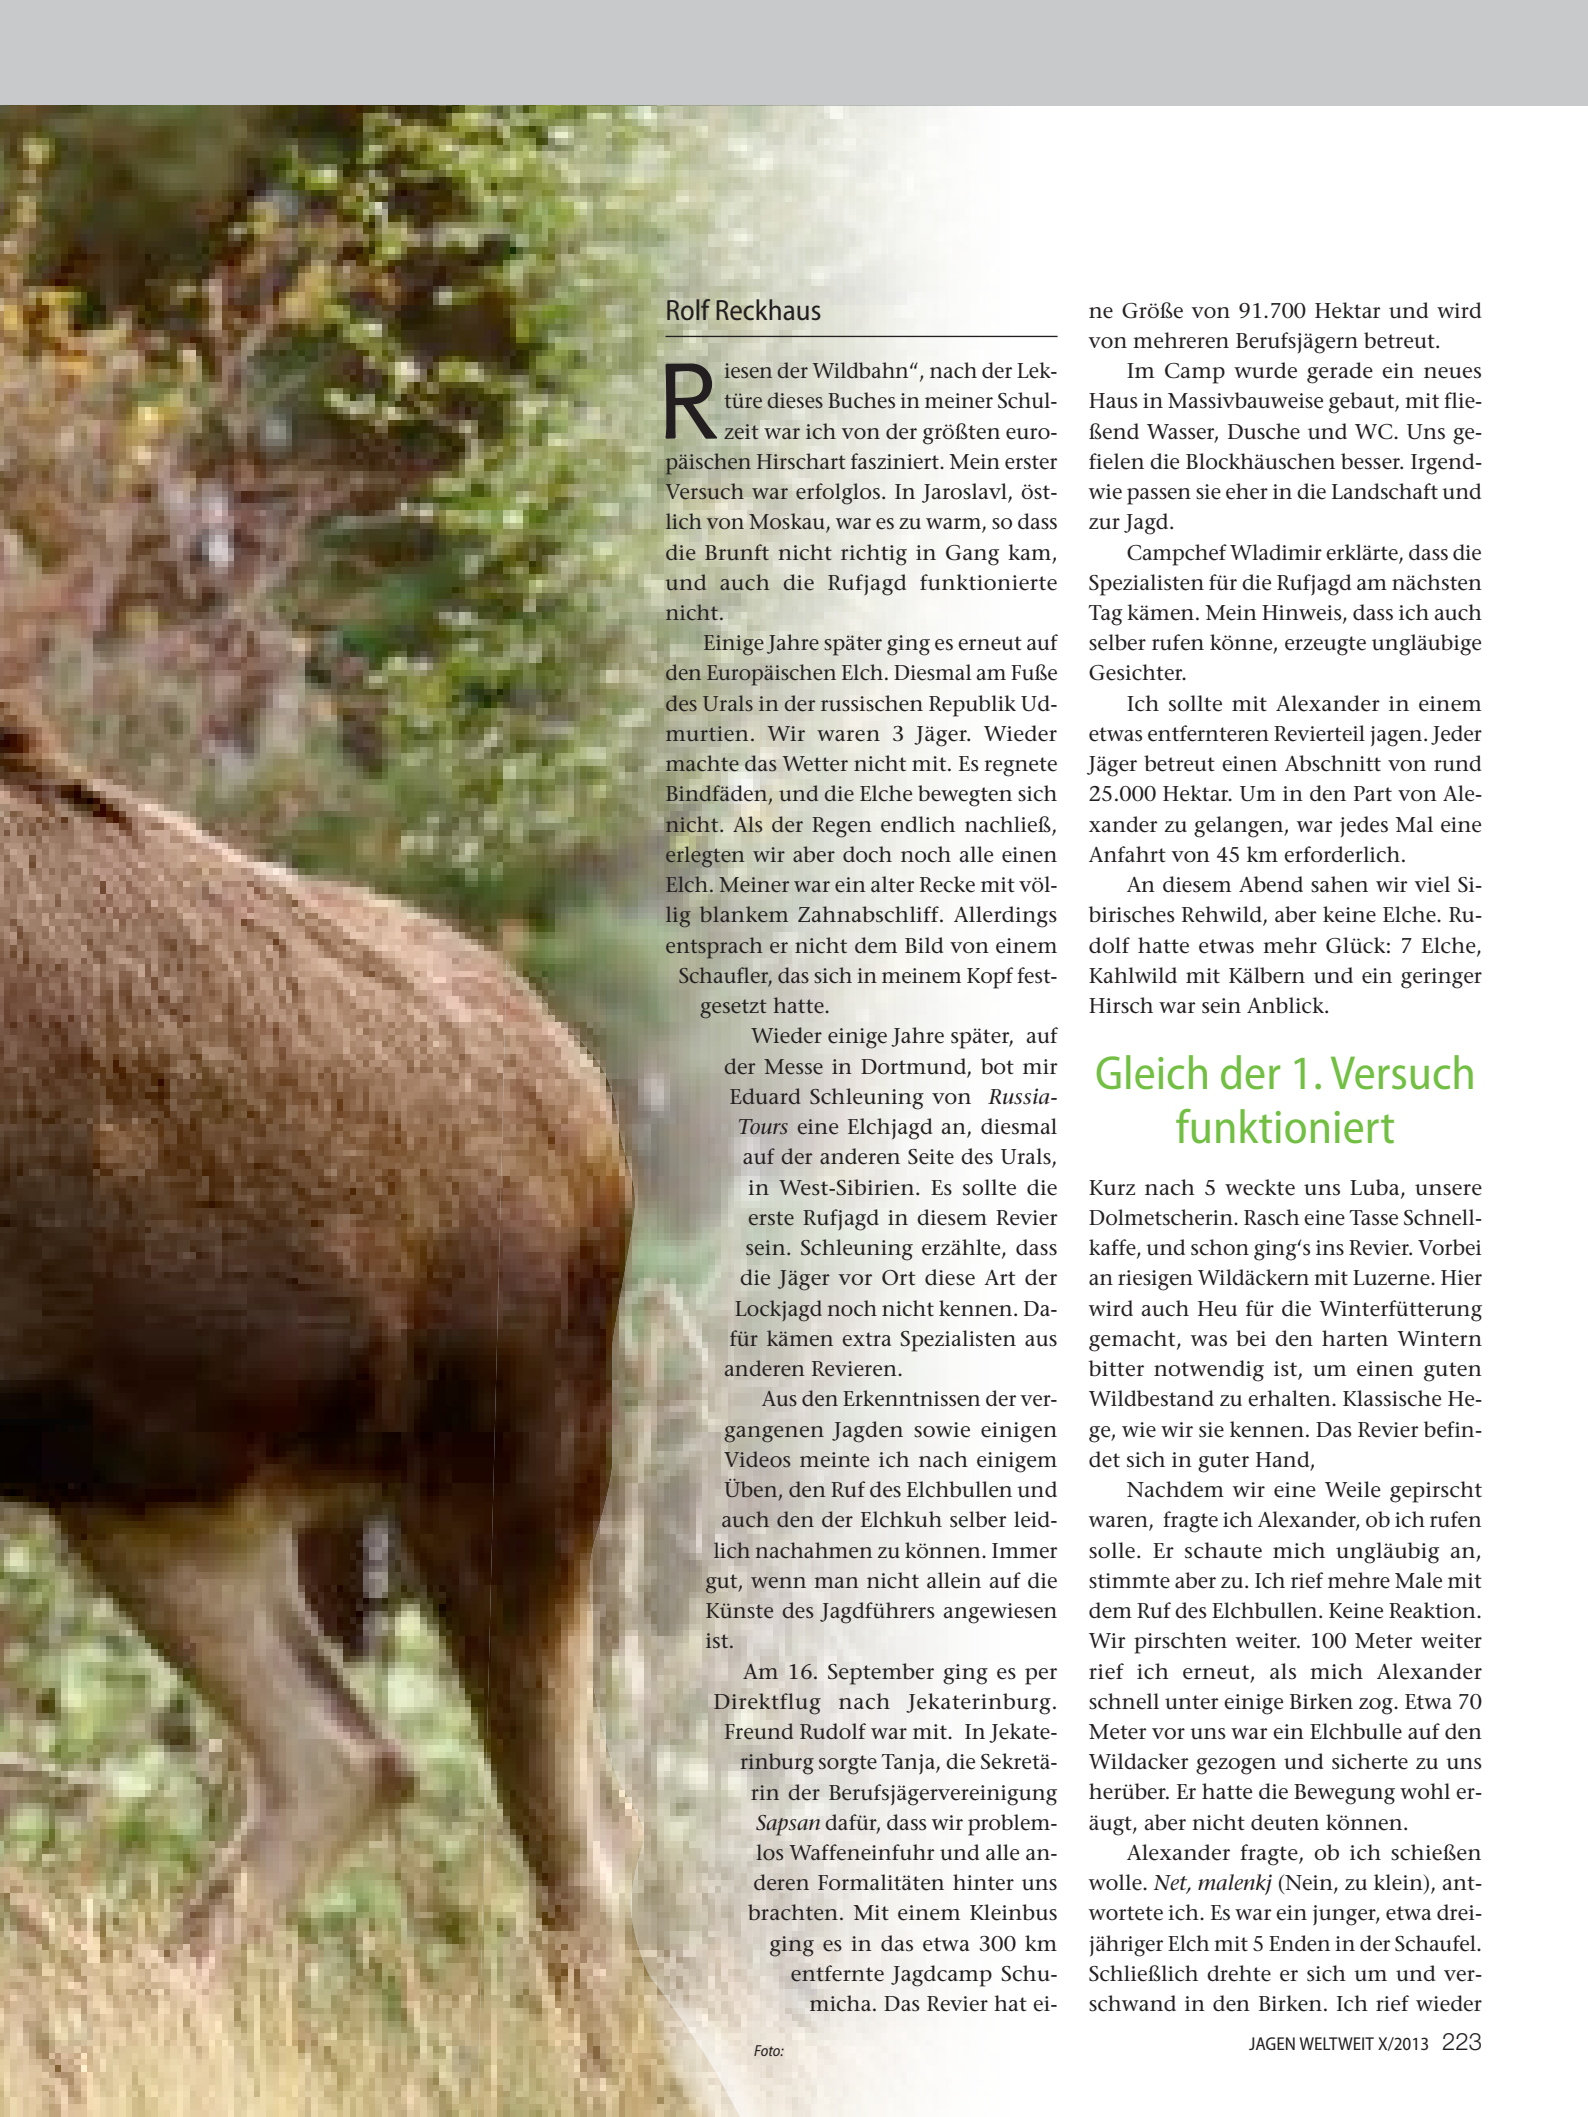 Rolf Reckhaus
Riesen der Wildbahn“, nach der Lek-
türe dieses Buches in meiner Schul-
zeit war ich von der größten euro-
päischen Hirschart fasziniert. Mein erster
Versuch war erfolglos. In Jaroslavl, öst-
lich von Moskau, war es zu warm, so dass
die Brunft nicht richtig in Gang kam,
und auch die Rufjagd funktionierte
nicht.
Einige Jahre später ging es erneut auf
den Europäischen Elch. Diesmal am Fuße
des Urals in der russischen Republik Ud-
murtien. Wir waren 3 Jäger. Wieder
machte das Wetter nicht mit. Es regnete
Bindfäden, und die Elche bewegten sich
nicht. Als der Regen endlich nachließ,
erlegten wir aber doch noch alle einen
Elch. Meiner war ein alter Recke mit völ-
lig blankem Zahnabschliff. Allerdings
entsprach er nicht dem Bild von einem
Schaufler, das sich in meinem Kopf fest-
gesetzt hatte.
Wieder einige Jahre später, auf
der Messe in Dortmund, bot mir
Eduard Schleuning von Russia-
Tours eine Elchjagd an, diesmal
auf der anderen Seite des Urals,
in West-Sibirien. Es sollte die
erste Rufjagd in diesem Revier
sein. Schleuning erzählte, dass
die Jäger vor Ort diese Art der
Lockjagd noch nicht kennen. Da-
für kämen extra Spezialisten aus
anderen Revieren.
Aus den Erkenntnissen der ver-
gangenen Jagden sowie einigen
Videos meinte ich nach einigem
Üben, den Ruf des Elchbullen und
auch den der Elchkuh selber leid-
lich nachahmen zu können. Immer
gut, wenn man nicht allein auf die
Künste des Jagdführers angewiesen
ist.
Am 16. September ging es per
Direktflug nach Jekaterinburg.
Freund Rudolf war mit. In Jekate-
rinburg sorgte Tanja, die Sekretä-
rin der Berufsjägervereinigung
Sapsan dafür, dass wir problem-
los Waffeneinfuhr und alle an-
deren Formalitäten hinter uns
brachten. Mit einem Kleinbus
ging es in das etwa 300 km
entfernte Jagdcamp Schu-
micha. Das Revier hat ei-
ne Größe von 91.700 Hektar und wird
von mehreren Berufsjägern betreut.
Im Camp wurde gerade ein neues
Haus in Massivbauweise gebaut, mit flie-
ßend Wasser, Dusche und WC. Uns ge-
fielen die Blockhäuschen besser. Irgend-
wie passen sie eher in die Landschaft und
zur Jagd.
Campchef Wladimir erklärte, dass die
Spezialisten für die Rufjagd am nächsten
Tag kämen. Mein Hinweis, dass ich auch
selber rufen könne, erzeugte ungläubige
Gesichter.
Ich sollte mit Alexander in einem
etwas entfernteren Revierteil jagen. Jeder
Jäger betreut einen Abschnitt von rund
25.000 Hektar. Um in den Part von Ale-
xander zu gelangen, war jedes Mal eine
Anfahrt von 45 km erforderlich.
An diesem Abend sahen wir viel Si-
birisches Rehwild, aber keine Elche. Ru-
dolf hatte etwas mehr Glück: 7 Elche,
Kahlwild mit Kälbern und ein geringer
Hirsch war sein Anblick.
Gleich der 1. Versuch
funktioniert
Kurz nach 5 weckte uns Luba, unsere
Dolmetscherin. Rasch eine Tasse Schnell-
kaffe, und schon ging‘s ins Revier. Vorbei
an riesigen Wildäckern mit Luzerne. Hier
wird auch Heu für die Winterfütterung
gemacht, was bei den harten Wintern
bitter notwendig ist, um einen guten
Wildbestand zu erhalten. Klassische He-
ge, wie wir sie kennen. Das Revier befin-
det sich in guter Hand,
Nachdem wir eine Weile gepirscht
waren, fragte ich Alexander, ob ich rufen
solle. Er schaute mich ungläubig an,
stimmte aber zu. Ich rief mehre Male mit
dem Ruf des Elchbullen. Keine Reaktion.
Wir pirschten weiter. 100 Meter weiter
rief ich erneut, als mich Alexander
schnell unter einige Birken zog. Etwa 70
Meter vor uns war ein Elchbulle auf den
Wildacker gezogen und sicherte zu uns
herüber. Er hatte die Bewegung wohl er-
äugt, aber nicht deuten können.
Alexander fragte, ob ich schießen
wolle. Net, malenkj (Nein, zu klein), ant-
wortete ich. Es war ein junger, etwa drei-
jähriger Elch mit 5 Enden in der Schaufel.
Schließlich drehte er sich um und ver-
schwand in den Birken. Ich rief wieder
Foto:
JAGEN WELTWEIT X/2013 223